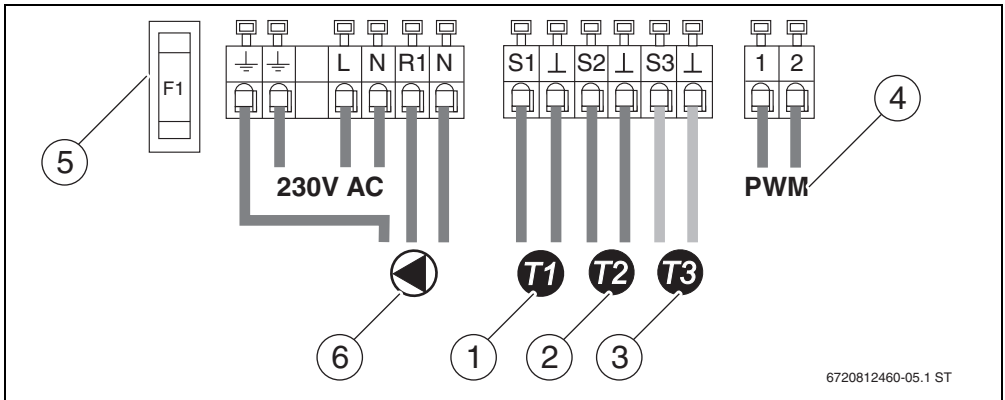 F1
⏚ ⏚ L N R1 N
S1 ⊥ S2 ⊥ S3 ⊥
1 2
230V AC
PWM
T1 T2 T3
5
4
6
1
2
3
6720812460-05.1 ST